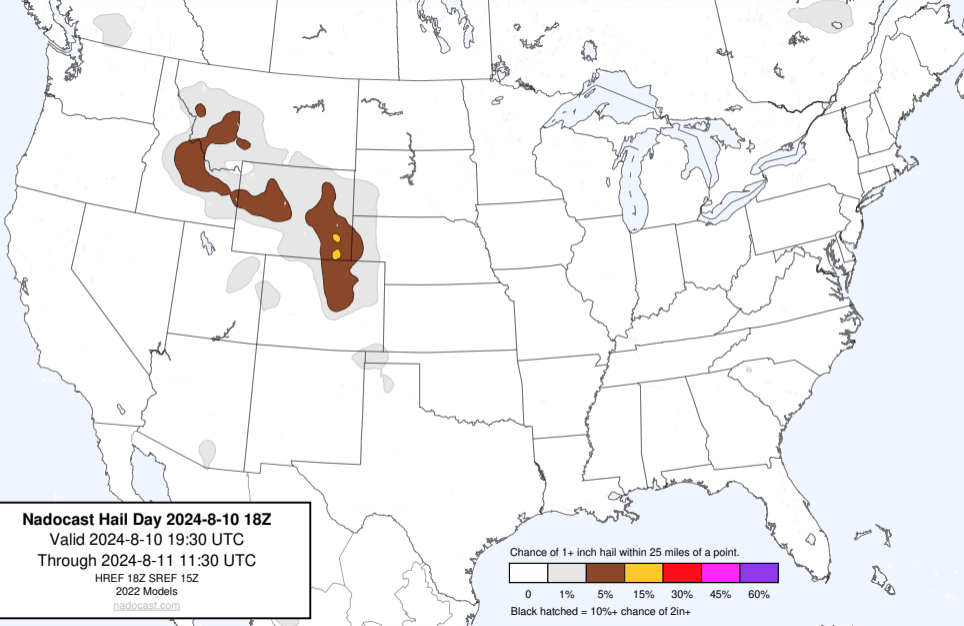 Nadocast Hail Day 2024-8-10 18Z
Valid 2024-8-10 19:30 UTC
Through 2024-8-11 11:30 UTC
HREF 18Z SREF 15Z
2022 Models
nadocast.com
Chance of 1+ inch hail within 25 miles of a point.
0 1% 5% 15% 30% 45% 60%
Black hatched = 10%+ chance of 2in+